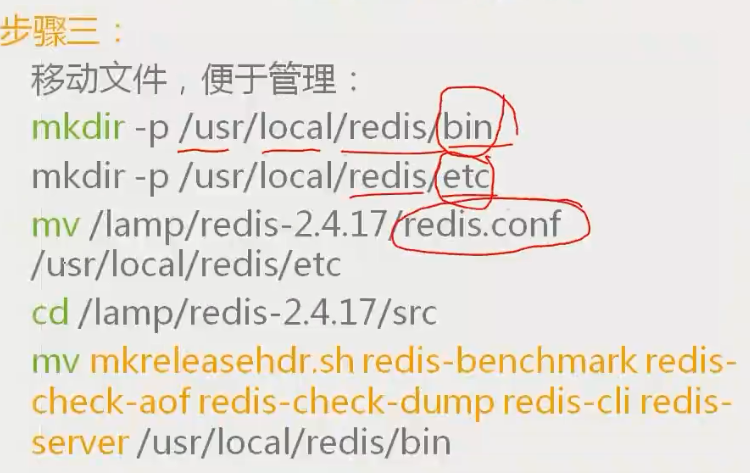 步骤三：
移动文件，便于管理：
mkdir -p /usr/local/redis/bin
mkdir -p /usr/local/redis/etc
mv /lamp/redis-2.4.17/redis.conf
/usr/local/redis/etc
cd /lamp/redis-2.4.17/src
mv mkreleasehdr.sh redis-benchmark redis-
check-aof redis-check-dump redis-cli redis-
server /usr/local/redis/bin